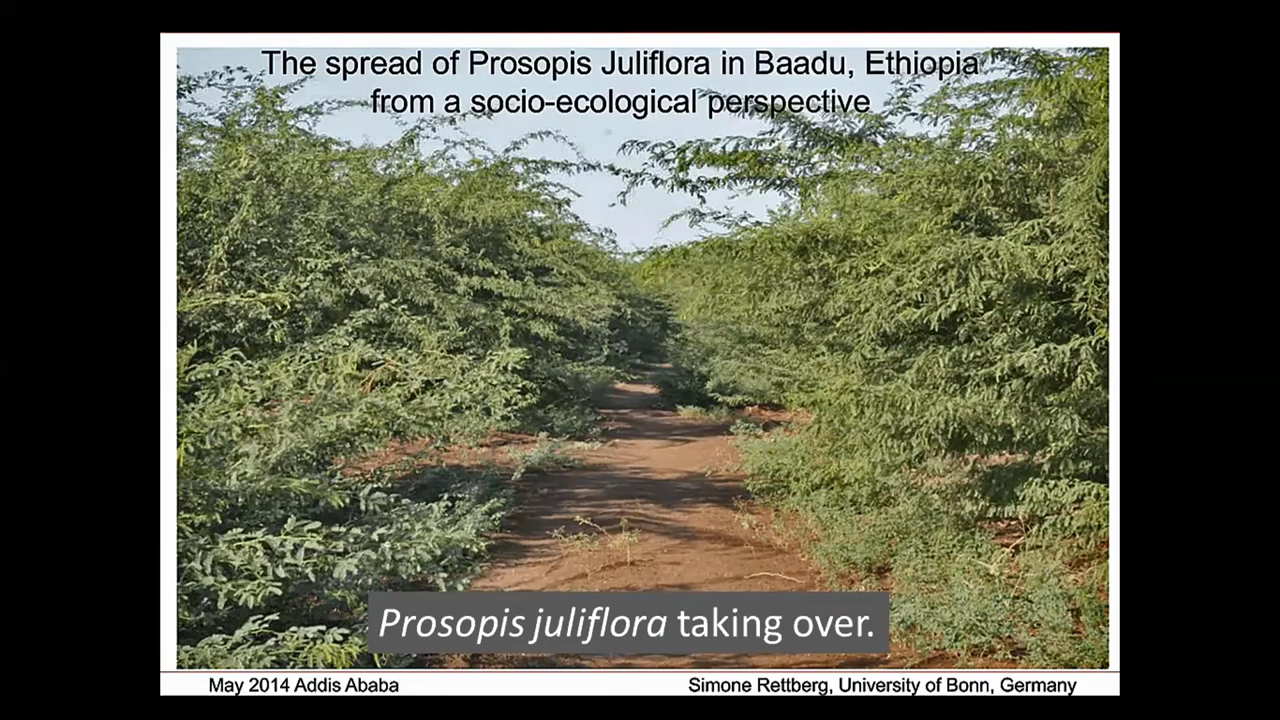 The spread of Prosopis Juliflora in Baadu, Ethiopia
from a socio-ecological perspective
Prosopis juliflora taking over.
May 2014 Addis Ababa
Simone Rettberg, University of Bonn, Germany